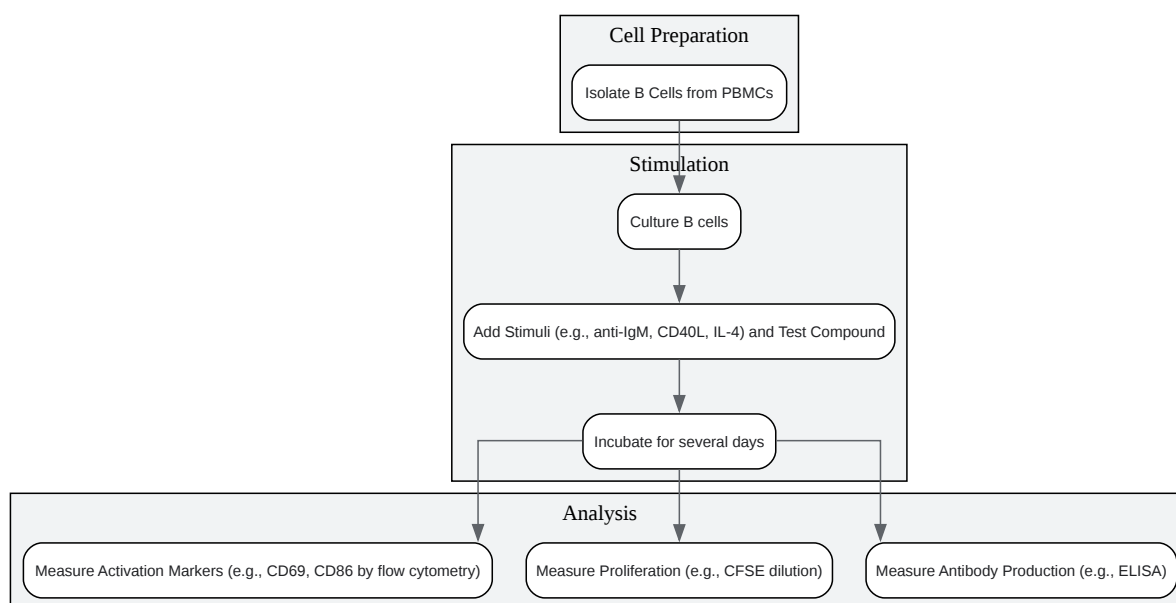 Cell Preparation
Isolate B Cells from PBMCs
Stimulation
Culture B cells
Add Stimuli (e.g., anti-IgM, CD40L, IL-4) and Test Compound
Incubate for several days
Analysis
Measure Activation Markers (e.g., CD69, CD86 by flow cytometry)
Measure Proliferation (e.g., CFSE dilution)
Measure Antibody Production (e.g., ELISA)